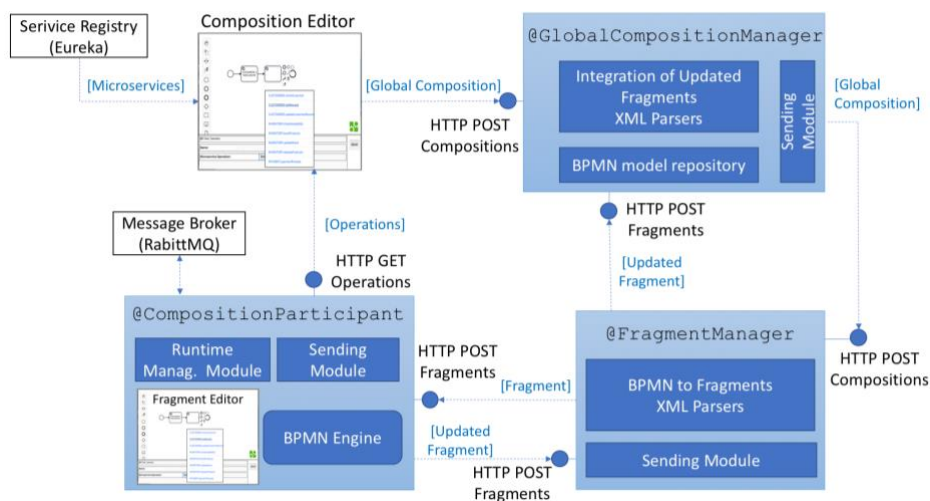 Serivice Registry
(Eureka)
Composition Editor
[Microservices]
[Global Composition]
HTTP POST
Compositions
@GlobalCompositionManager
Integration of Updated
Fragments
XML Parsers
BPMN model repository
Sending
Module
[Global
Composition]
Message Broker
(RabittMQ)
[Operations]
HTTP GET
Operations
HTTP POST
Fragments
[Updated
Fragment]
@CompositionParticipant
Runtime
Manag. Module
Sending
Module
Fragment Editor
BPMN Engine
HTTP POST
Fragments
[Fragment]
[Updated
Fragment]
HTTP POST
Fragments
@FragmentManager
BPMN to Fragments
XML Parsers
Sending Module
HTTP POST
Compositions